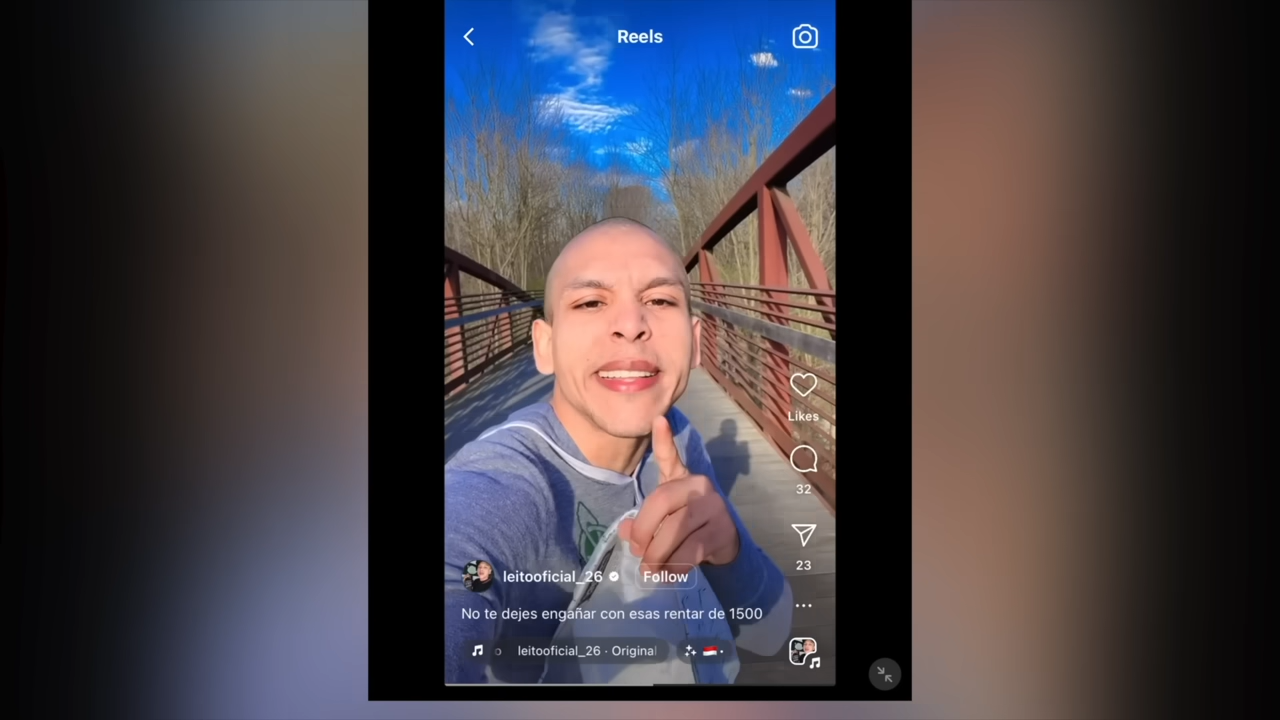 Reels
Likes
32
23
leitooficial_26
Follow
No te dejes engañar con esas rentar de 1500
leitooficial_26 · Original